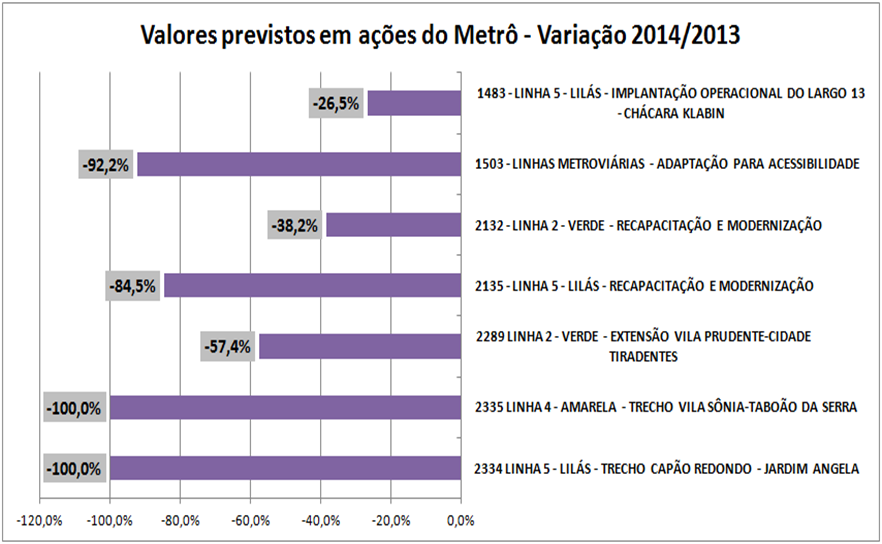 Valores previstos em ações do Metrô - Variação 2014/2013
-26,5%
1483 - LINHA 5 - LILÁS - IMPLANTAÇÃO OPERACIONAL DO LARGO 13
- CHÁCARA KLABIN
-92,2%
1503 - LINHAS METROVIÁRIAS - ADAPTAÇÃO PARA ACESSIBILIDADE
-38,2%
2132 - LINHA 2 - VERDE - RECAPACITAÇÃO E MODERNIZAÇÃO
-84,5%
2135 - LINHA 5 - LILÁS - RECAPACITAÇÃO E MODERNIZAÇÃO
-57,4%
2289 LINHA 2 - VERDE - EXTENSÃO VILA PRUDENTE-CIDADE
TIRADENTES
-100,0%
2335 LINHA 4 - AMARELA - TRECHO VILA SÔNIA-TABOÃO DA SERRA
-100,0%
2334 LINHA 5 - LILÁS - TRECHO CAPÃO REDONDO - JARDIM ANGELA
-120,0% -100,0% -80,0% -60,0% -40,0% -20,0% 0,0%